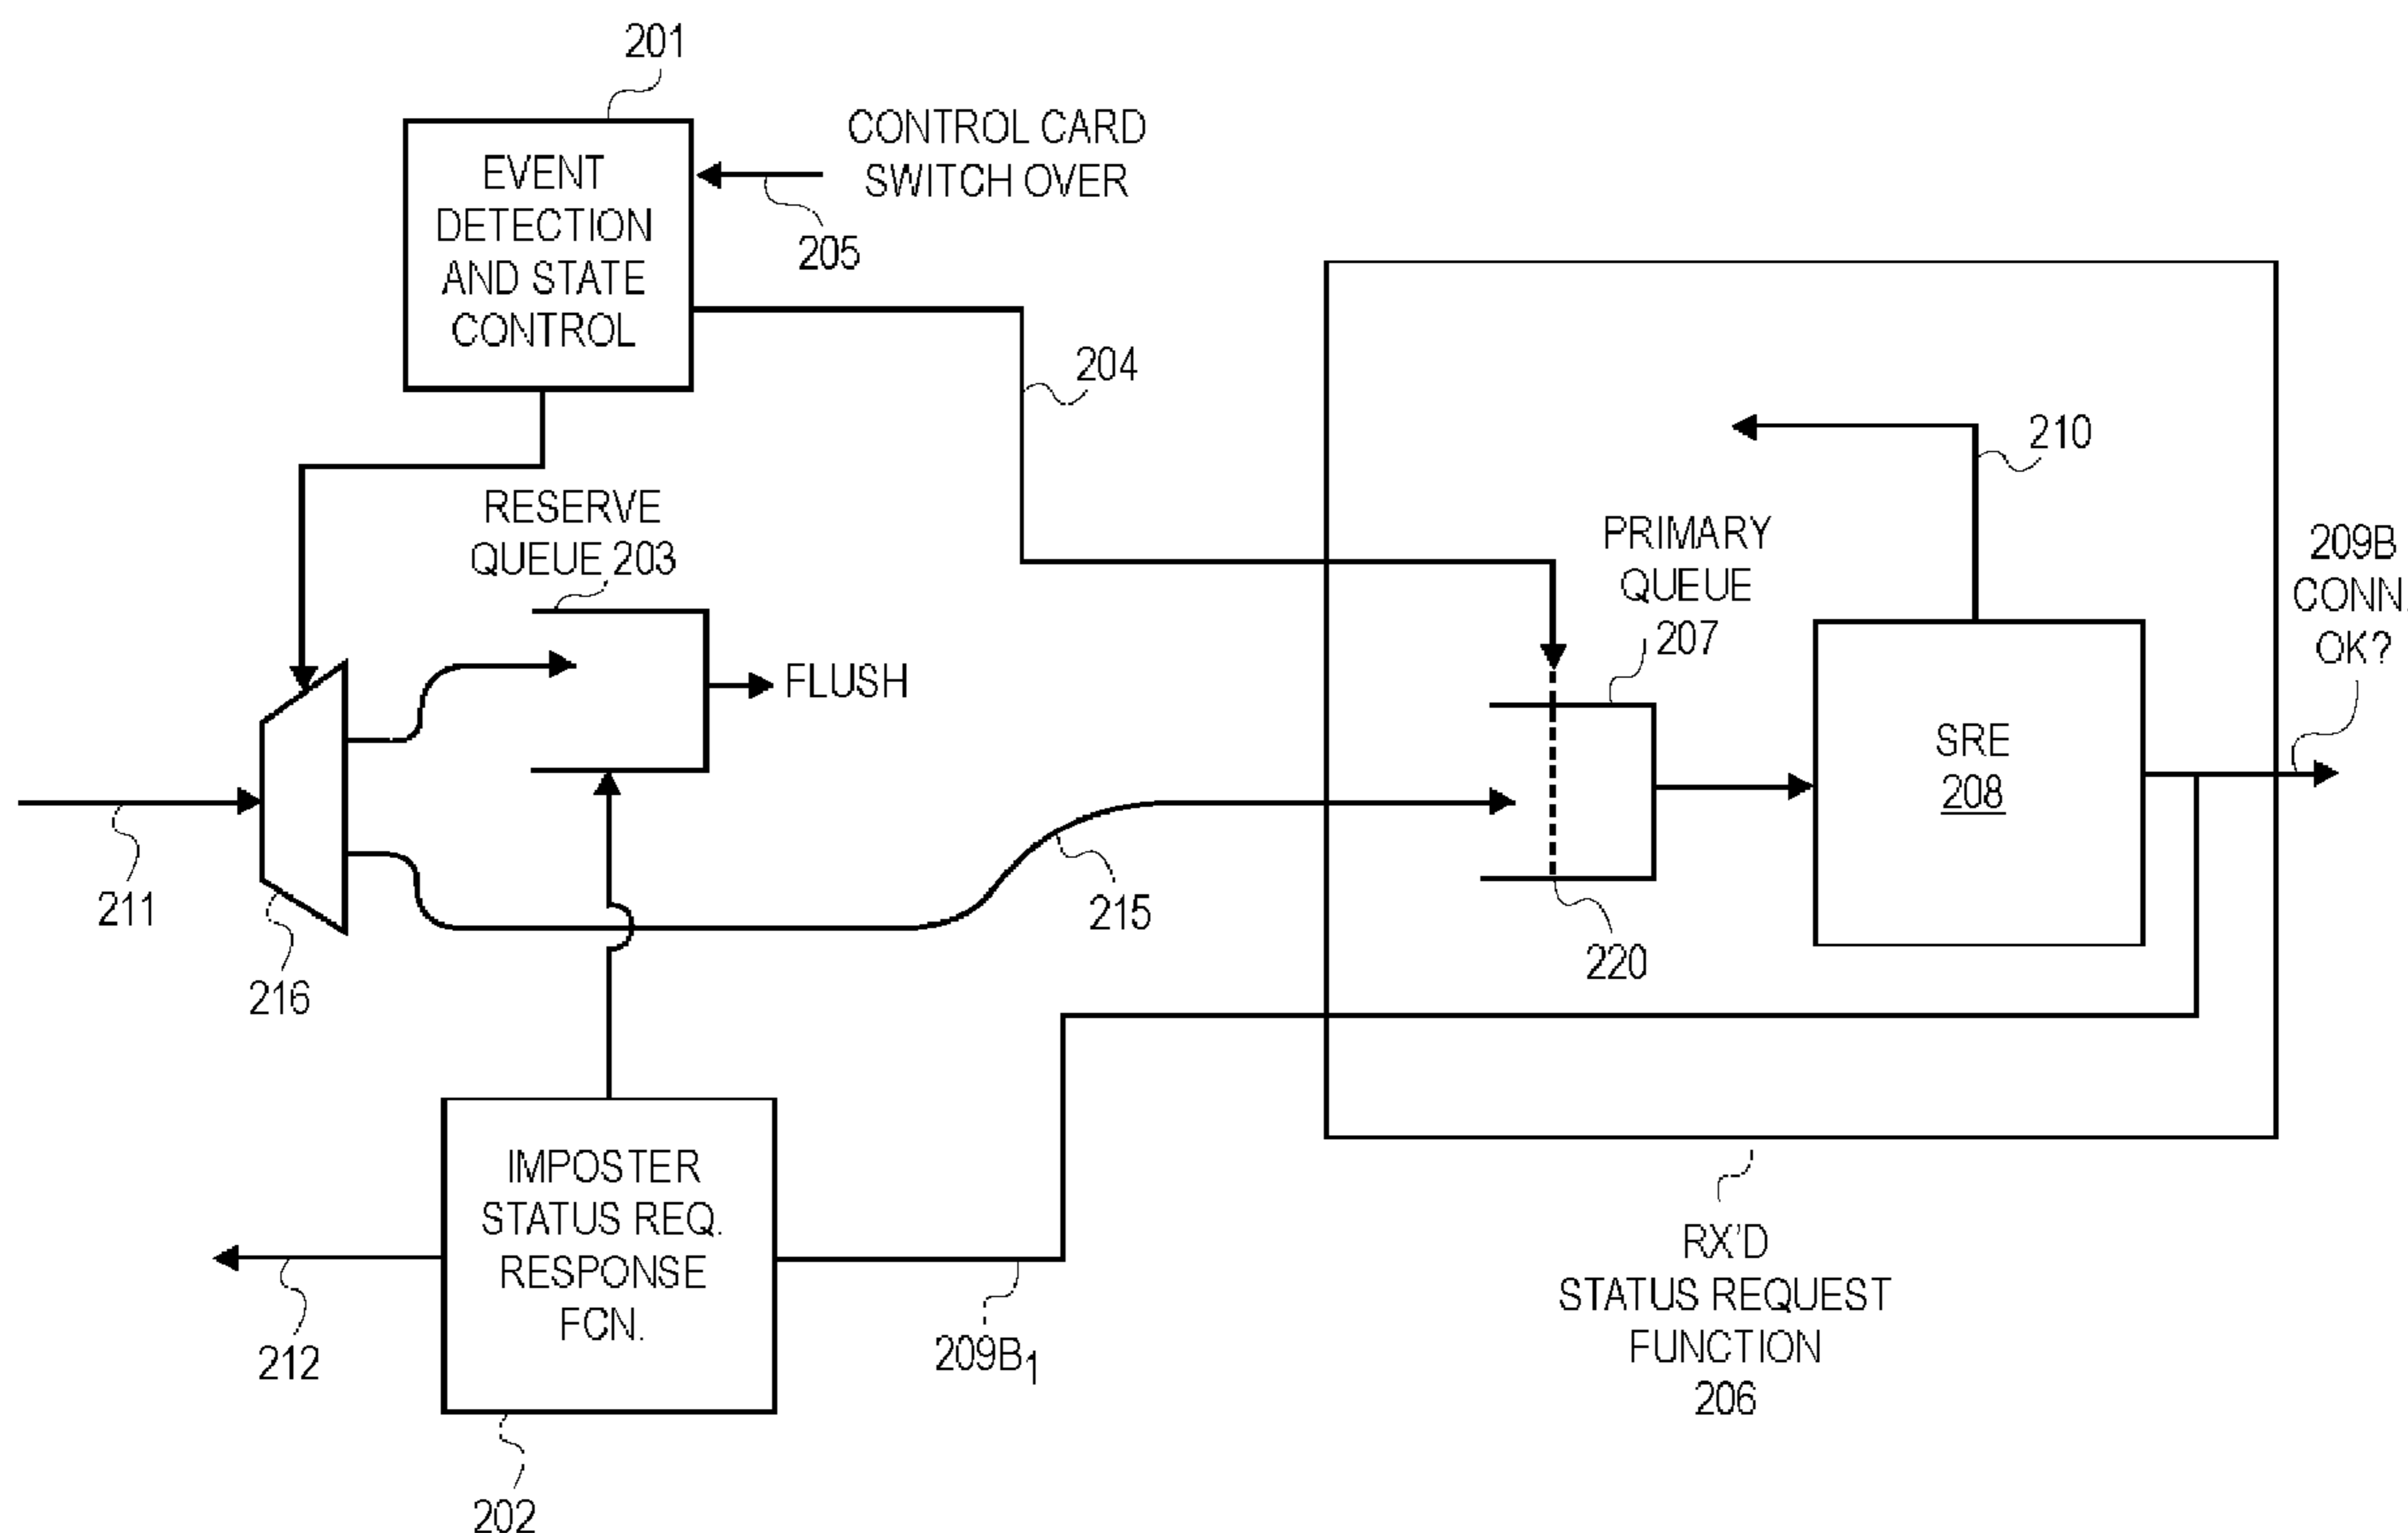 201
EVENT
DETECTION
AND STATE
CONTROL
CONTROL CARD
SWITCH OVER
205
204
210
RESERVE
QUEUE 203
FLUSH
PRIMARY
QUEUE
207
209B
CONN.
OK?
SRE
208
211
216
215
220
IMPOSTER
STATUS REQ.
RESPONSE
FCN.
212
209B1
202
RX'D
STATUS REQUEST
FUNCTION
206